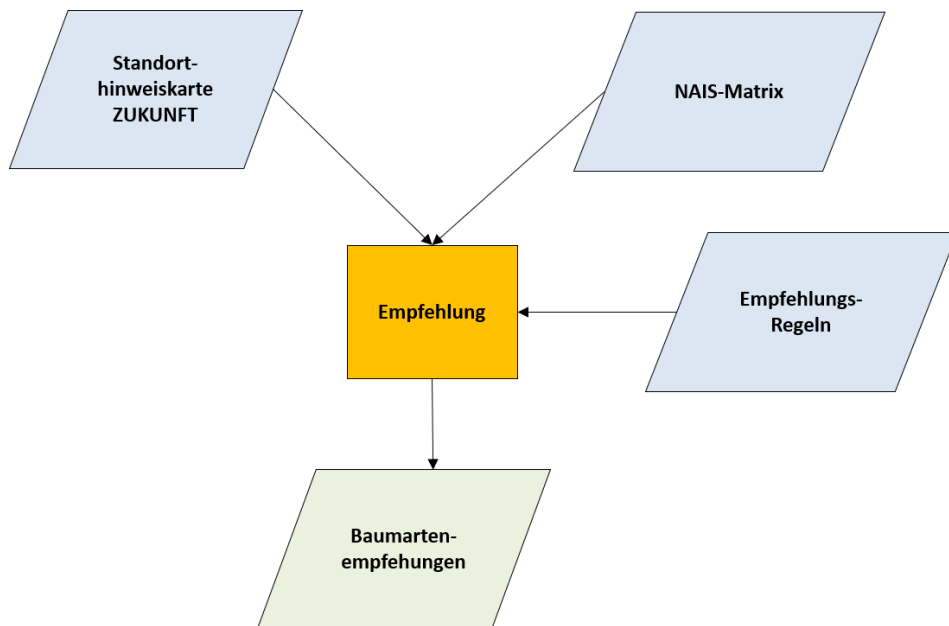 Standort-
hinweiskarte
ZUKUNFT
NAIS-Matrix
Empfehlung
Empfehlungs-
Regeln
Baumarten-
empfehungen